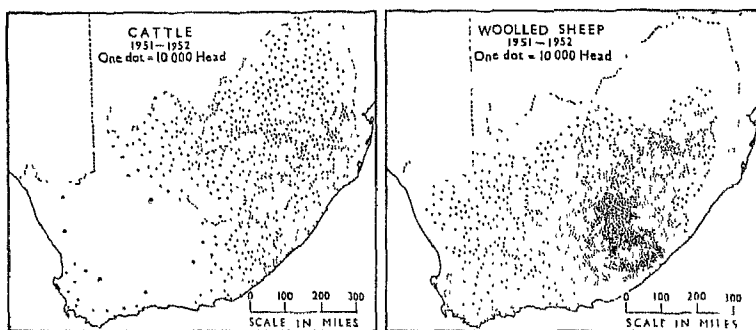 CATTLE
1951–1952
One dot = 10 000 Head
0 100 200 300
SCALE IN MILES
WOOLLED SHEEP
1951–1952
One dot = 10 000 Head
0 100 200 300
SCALE IN MILES